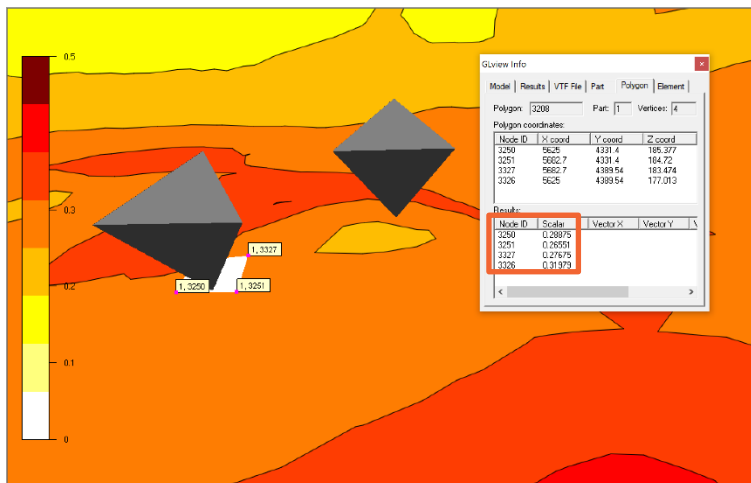 0.5
0.3
0.2
0.1
0
1, 3327
1, 3250
1, 3251
GLview Info
Model Results VTF File Part Polygon Element
Polygon: 3208 Part: 1 Vertices: 4
Polygon coordinates:
Node ID X coord Y coord Z coord
3250 5625 4331.4 185.377
3251 5682.7 4331.4 184.72
3327 5682.7 4389.54 183.474
3326 5625 4389.54 177.013
Results:
Node ID Scalar Vector X Vector Y
3250 0.28875
3251 0.26551
3327 0.27675
3326 0.31979